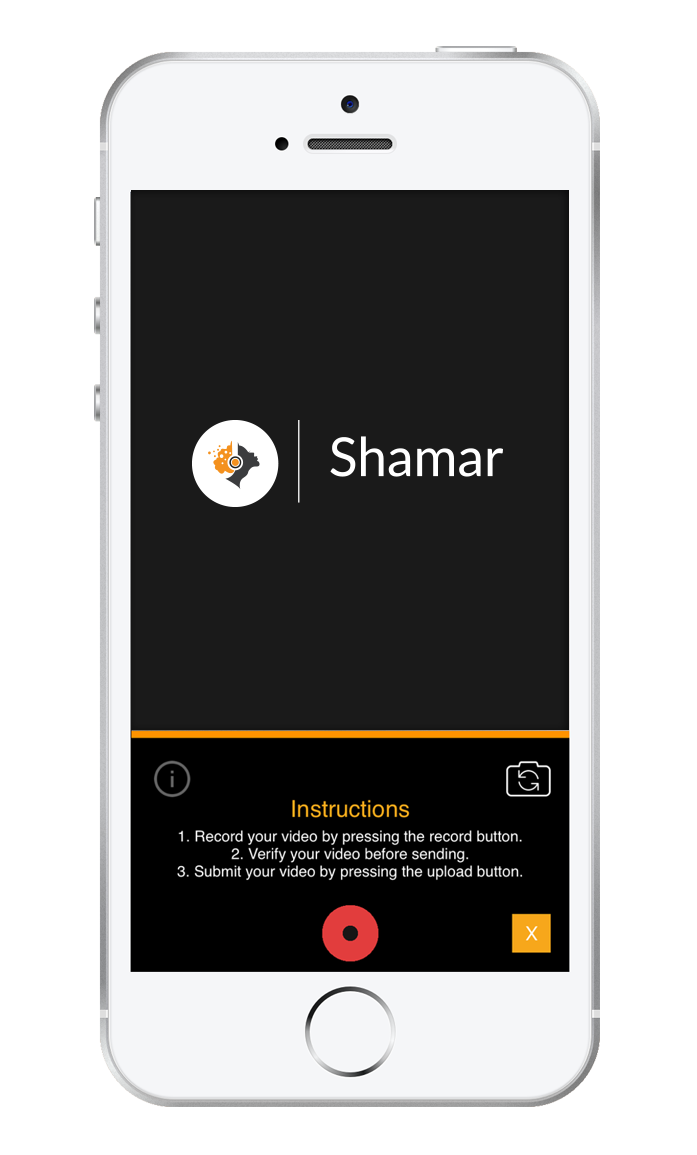 Shamar
Instructions
1. Record your video by pressing the record button.
2. Verify your video before sending.
3. Submit your video by pressing the upload button.
X